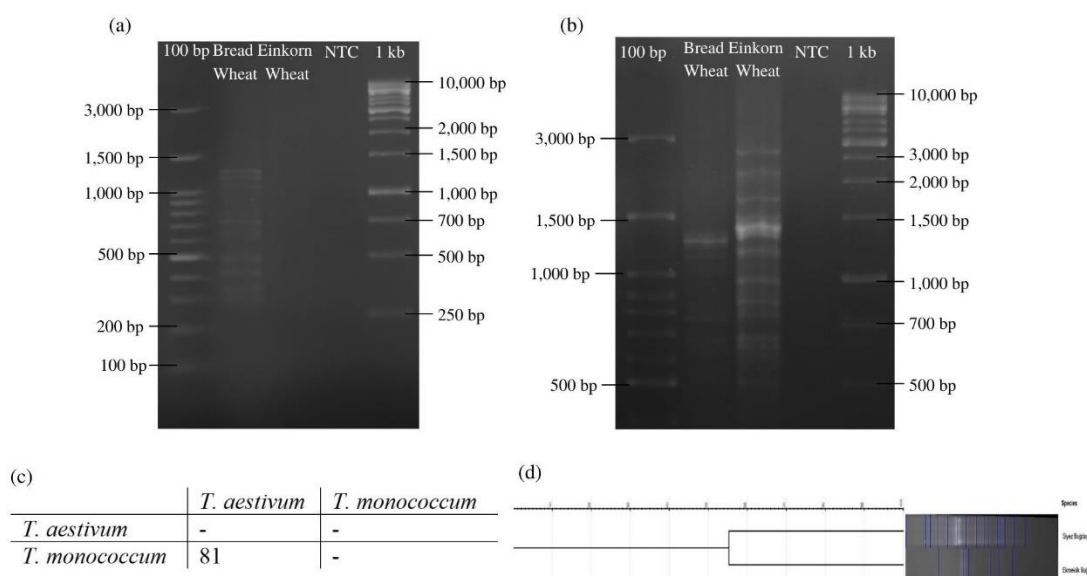 (a)
100 bp Bread Einkorn NTC 1 kb
Wheat Wheat
3,000 bp
1,500 bp
1,000 bp
500 bp
200 bp
100 bp
10,000 bp
2,000 bp
1,500 bp
1,000 bp
700 bp
500 bp
250 bp
(b)
100 bp Bread Einkorn NTC 1 kb
Wheat Wheat
3,000 bp
1,500 bp
1,000 bp
500 bp
10,000 bp
3,000 bp
2,000 bp
1,500 bp
1,000 bp
700 bp
500 bp
(c)
T. aestivum T. monococcum
T. aestivum - -
T. monococcum 81 -
(d)
Species